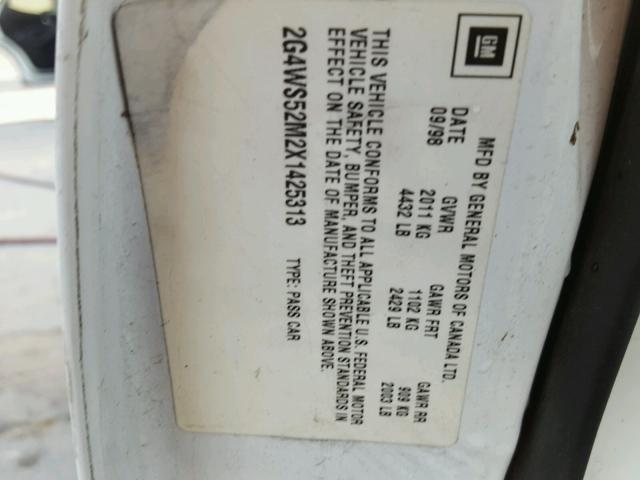 GM
MFD BY GENERAL MOTORS OF CANADA LTD.
DATE GVWR GAWR FRT GAWR RR
09/98 2011 KG 1102 KG 909 KG
4432 LB 2429 LB 2003 LB
THIS VEHICLE CONFORMS TO ALL APPLICABLE U.S. FEDERAL MOTOR
VEHICLE SAFETY, BUMPER, AND THEFT PREVENTION STANDARDS IN
EFFECT ON THE DATE OF MANUFACTURE SHOWN ABOVE.
2G4WS52M2X1425313 TYPE: PASS CAR